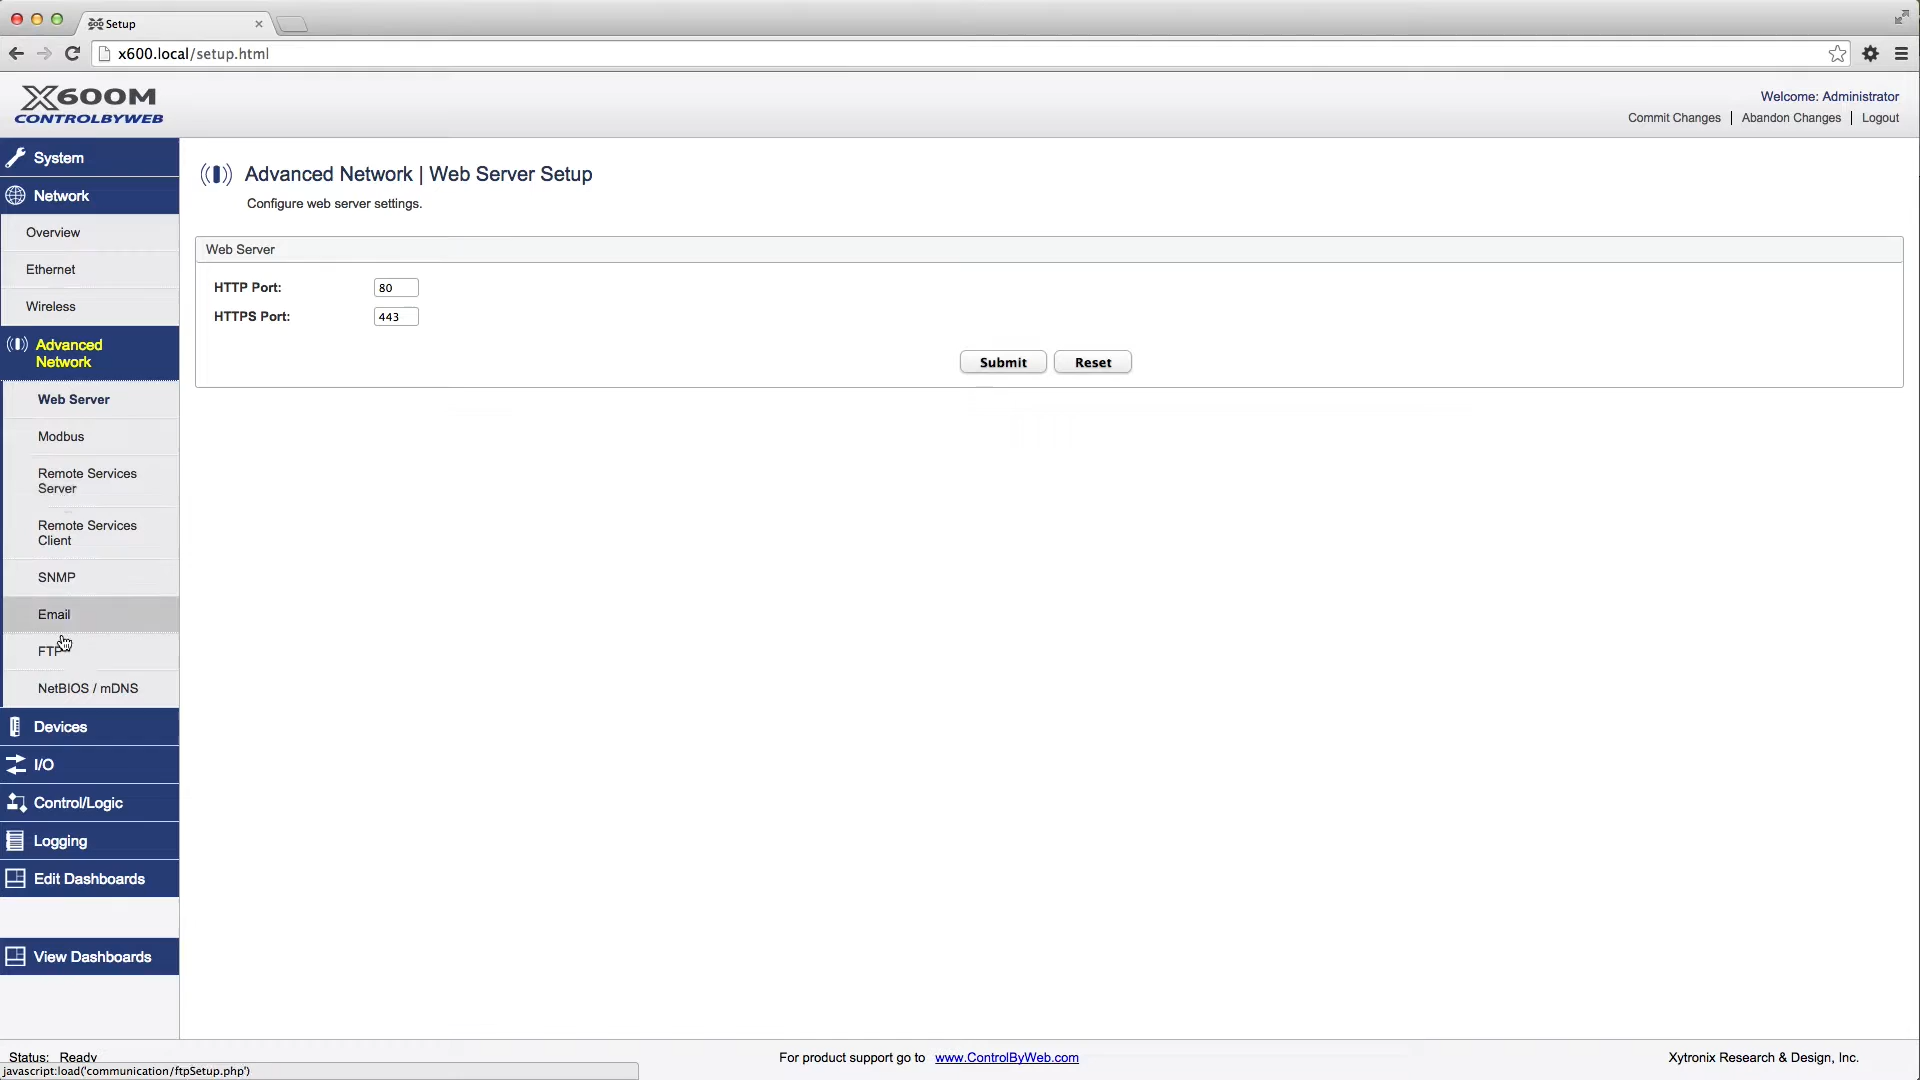 Setup
x600.local/setup.html
X600M
CONTROLBYWEB
Welcome: Administrator
Commit Changes | Abandon Changes | Logout
System
Network
Overview
Ethernet
Wireless
Advanced
Network
Web Server
Modbus
Remote Services
Server
Remote Services
Client
SNMP
Email
FTP
NetBIOS / mDNS
Devices
I/O
Control/Logic
Logging
Edit Dashboards
View Dashboards
Advanced Network | Web Server Setup
Configure web server settings.
Web Server
HTTP Port: 80
HTTPS Port: 443
Submit Reset
Status: Ready
For product support go to www.ControlByWeb.com
Xytronix Research & Design, Inc.
javascript:load('communication/ftpSetup.php')